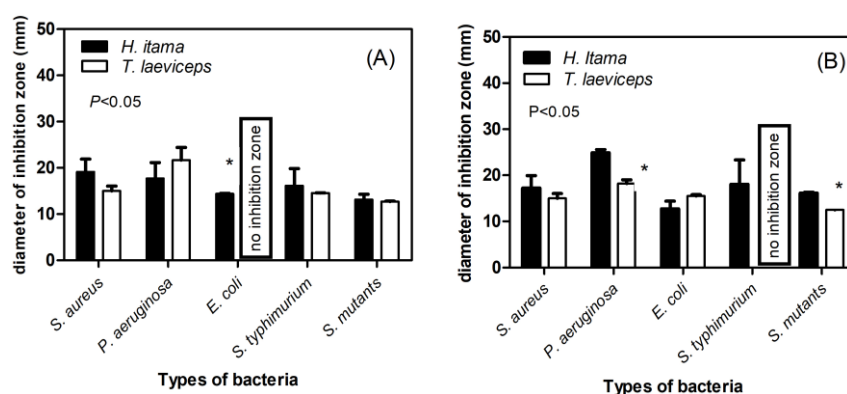 diameter of inhibition zone (mm)
50
40
30
20
10
0
H. itama
T. laeviceps
(A)
P<0.05
*
no inhibition zone
S. aureus
P. aeruginosa
E. coli
S. typhimurium
S. mutants
Types of bacteria
diameter of inhibition zone (mm)
50
40
30
20
10
0
H. Itama
T. laeviceps
(B)
P<0.05
*
no inhibition zone
*
S. aureus
P. aeruginosa
E. coli
S. typhimurium
S. mutants
Types of bacteria